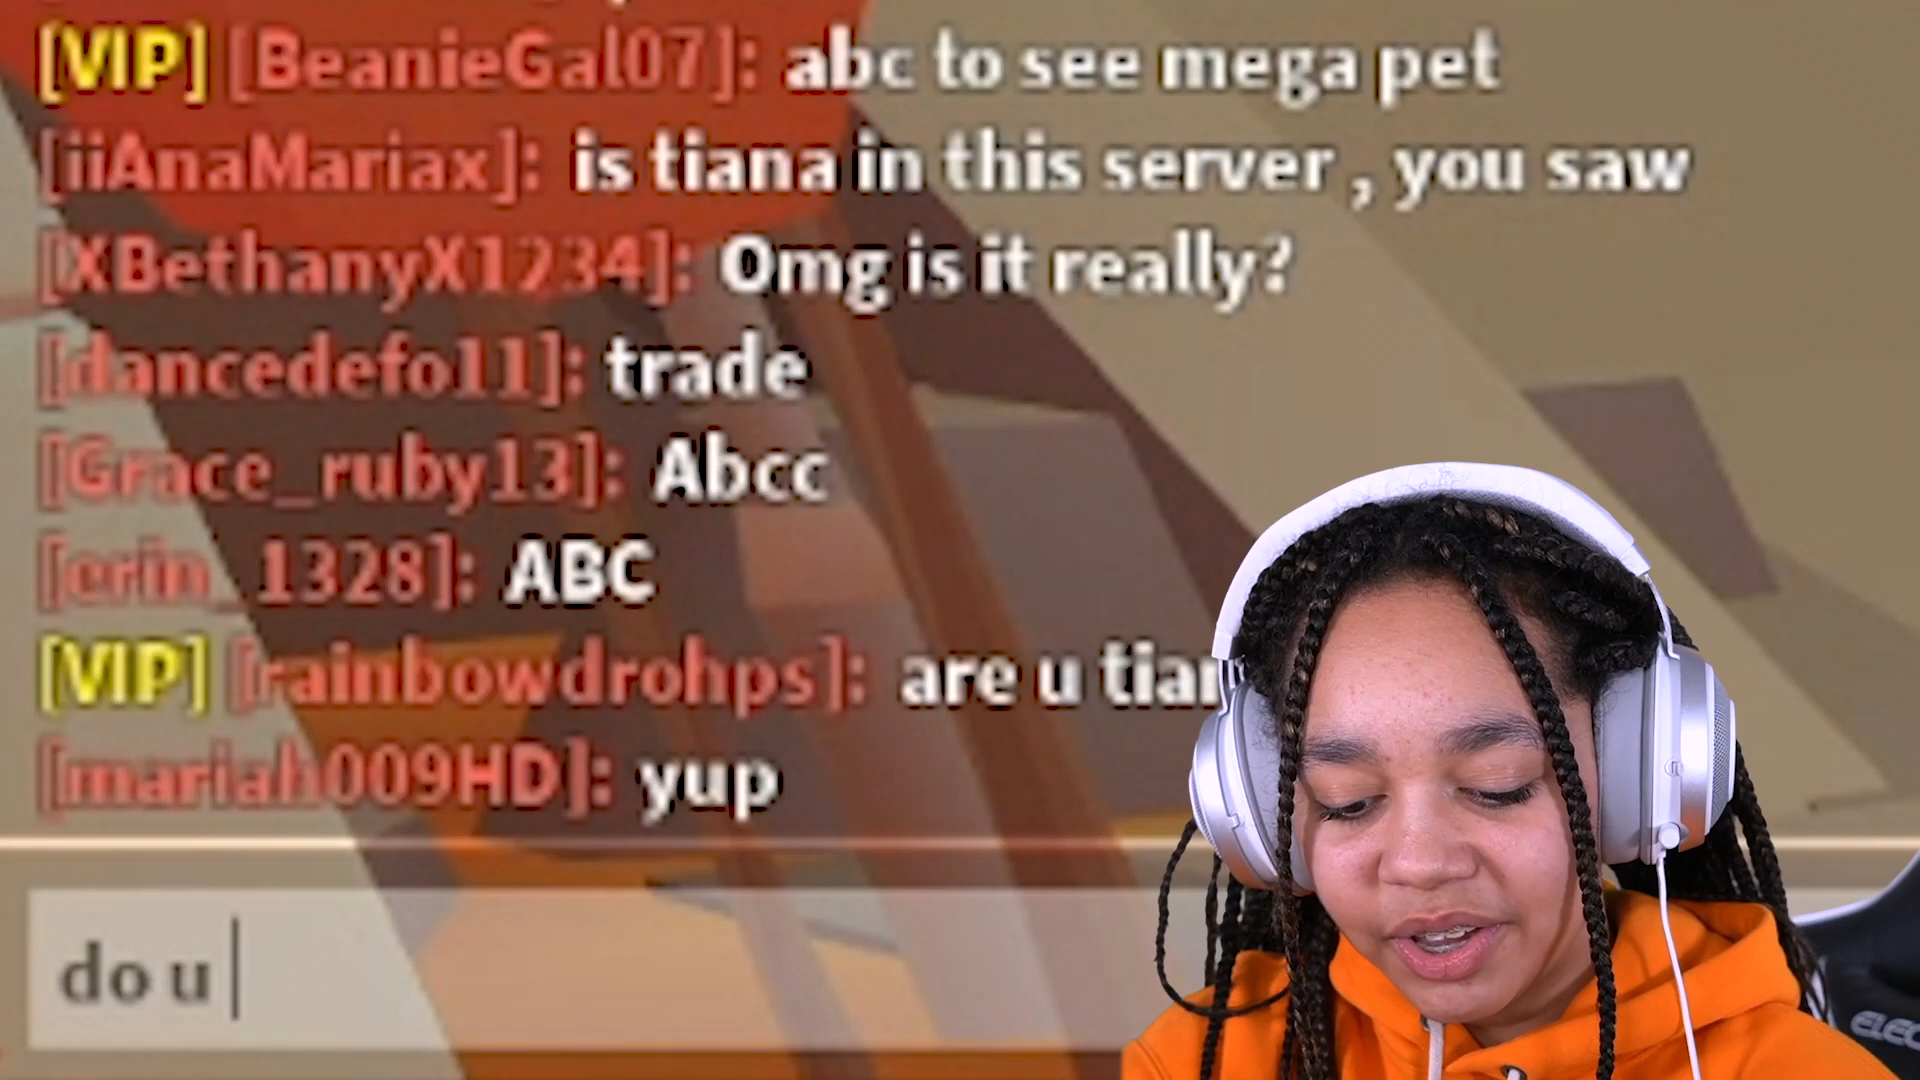 [VIP] [BeanieGal07]: abc to see mega pet
[iiAnaMariax]: is tiana in this server , you saw
[XBethanyX1234]: Omg is it really?
[dancedefo11]: trade
[Grace_ruby13]: Abcc
[erin_1328]: ABC
[VIP] [rainbowdrohps]: are u
[mariah009HD]: yup
do u